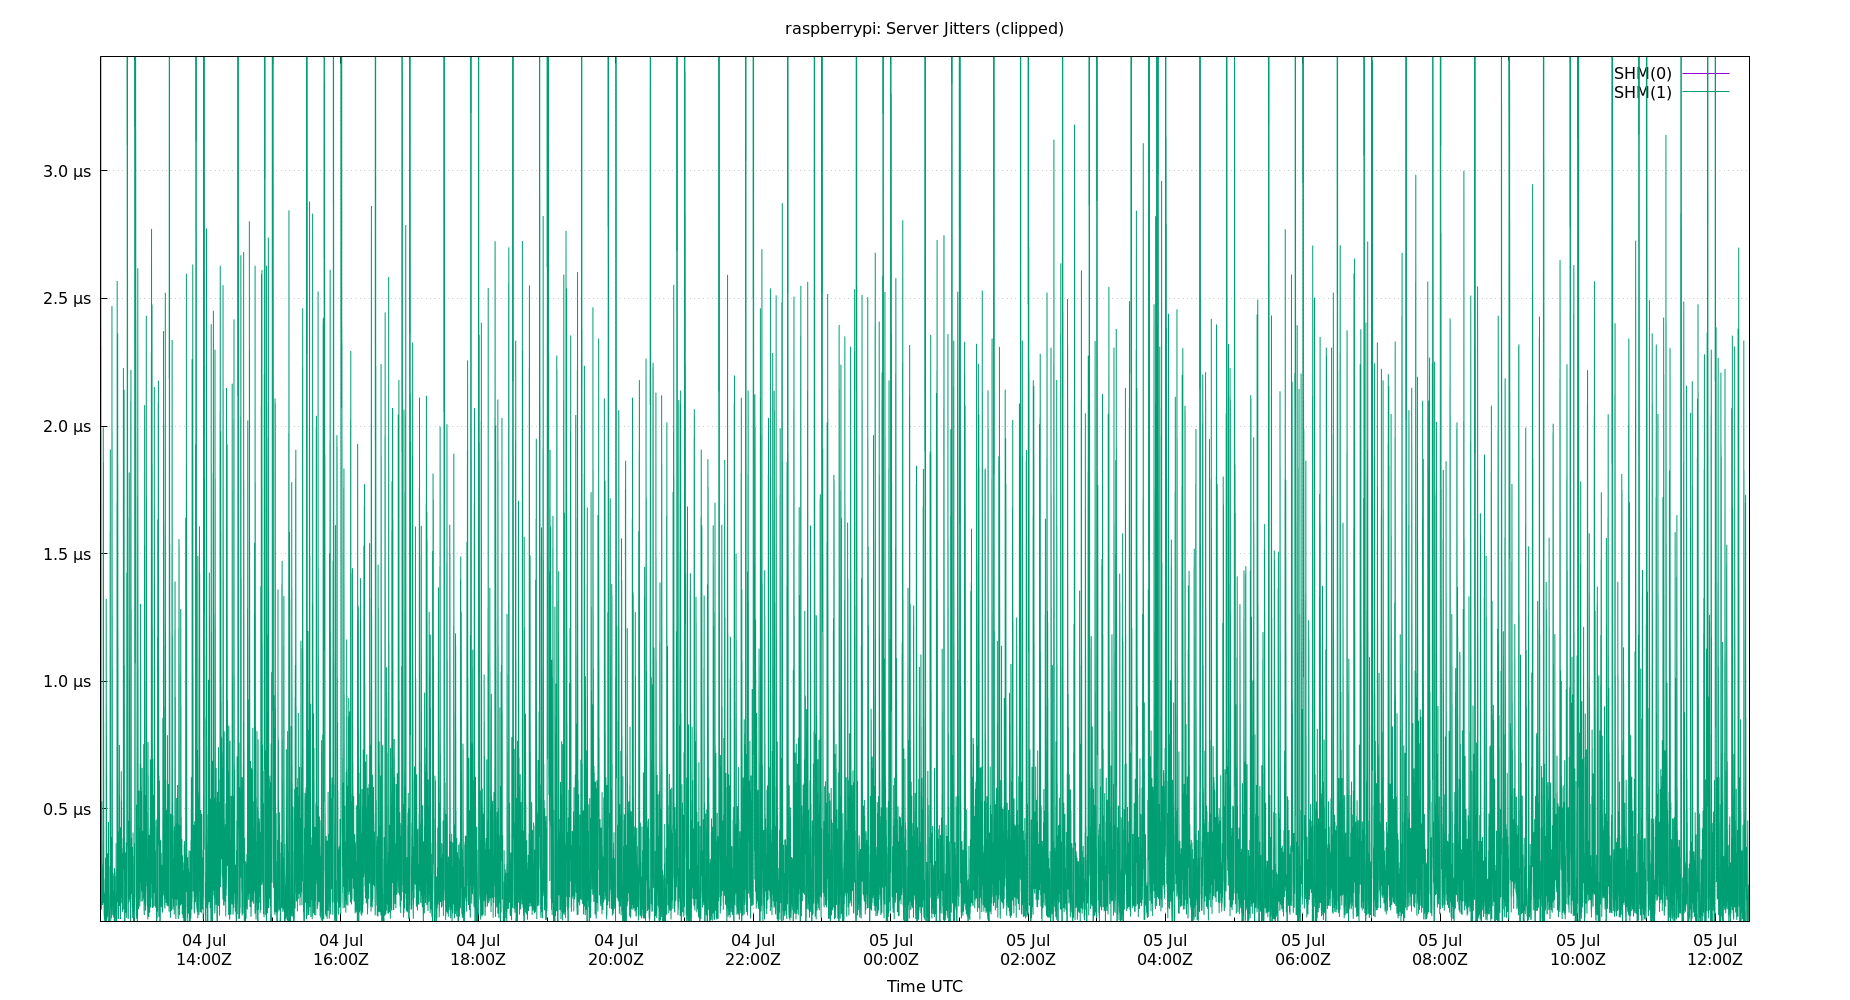 raspberrypi: Server Jitters (clipped)
SHM(0)
SHM(1)
3.0 µs
2.5 µs
2.0 µs
1.5 µs
1.0 µs
0.5 µs
04 Jul 04 Jul 04 Jul 04 Jul 04 Jul 05 Jul 05 Jul 05 Jul 05 Jul 05 Jul 05 Jul 05 Jul
14:00Z 16:00Z 18:00Z 20:00Z 22:00Z 00:00Z 02:00Z 04:00Z 06:00Z 08:00Z 10:00Z 12:00Z
Time UTC